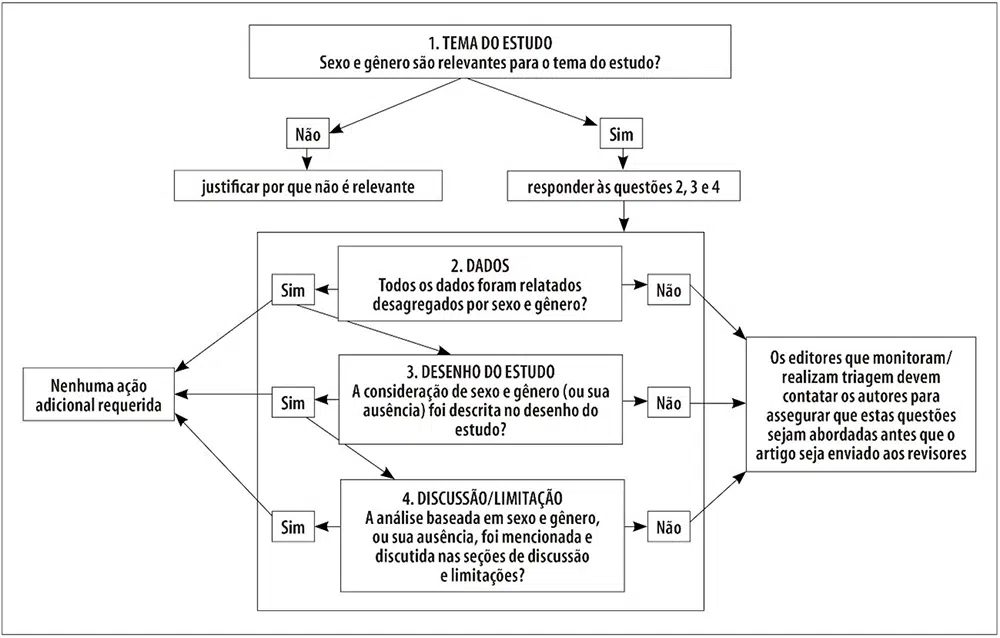 1. TEMA DO ESTUDO
Sexo e gênero são relevantes para o tema do estudo?
Não
Sim
justificar por que não é relevante
responder às questões 2, 3 e 4
2. DADOS
Todos os dados foram relatados
desagregados por sexo e gênero?
Sim
Não
3. DESENHO DO ESTUDO
A consideração de sexo e gênero (ou sua
ausência) foi descrita no desenho do
estudo?
Sim
Não
4. DISCUSSÃO/LIMITAÇÃO
A análise baseada em sexo e gênero,
ou sua ausência, foi mencionada e
discutida nas seções de discussão
e limitações?
Sim
Não
Nenhuma ação
adicional requerida
Os editores que monitoram/
realizam triagem devem
contatar os autores para
assegurar que estas questões
sejam abordadas antes que o
artigo seja enviado aos revisores